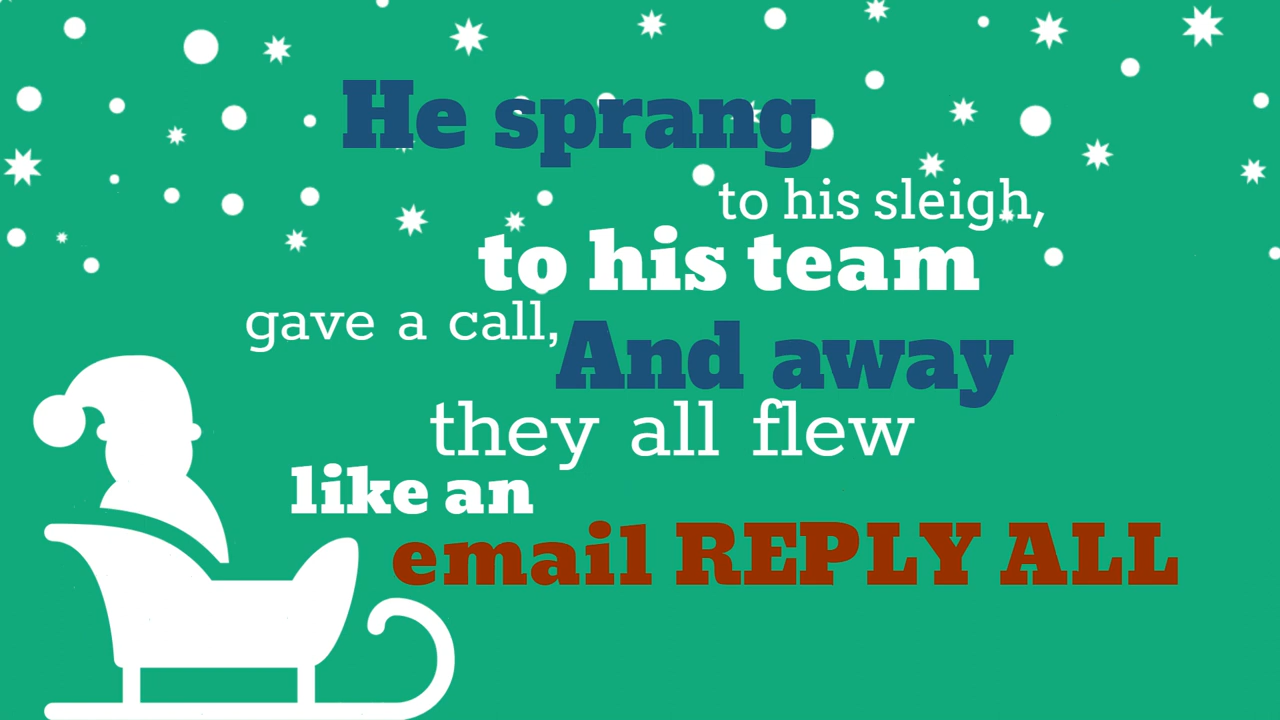 He sprang
to his sleigh,
to his team
gave a call,
And away
they all flew
like an
email REPLY ALL